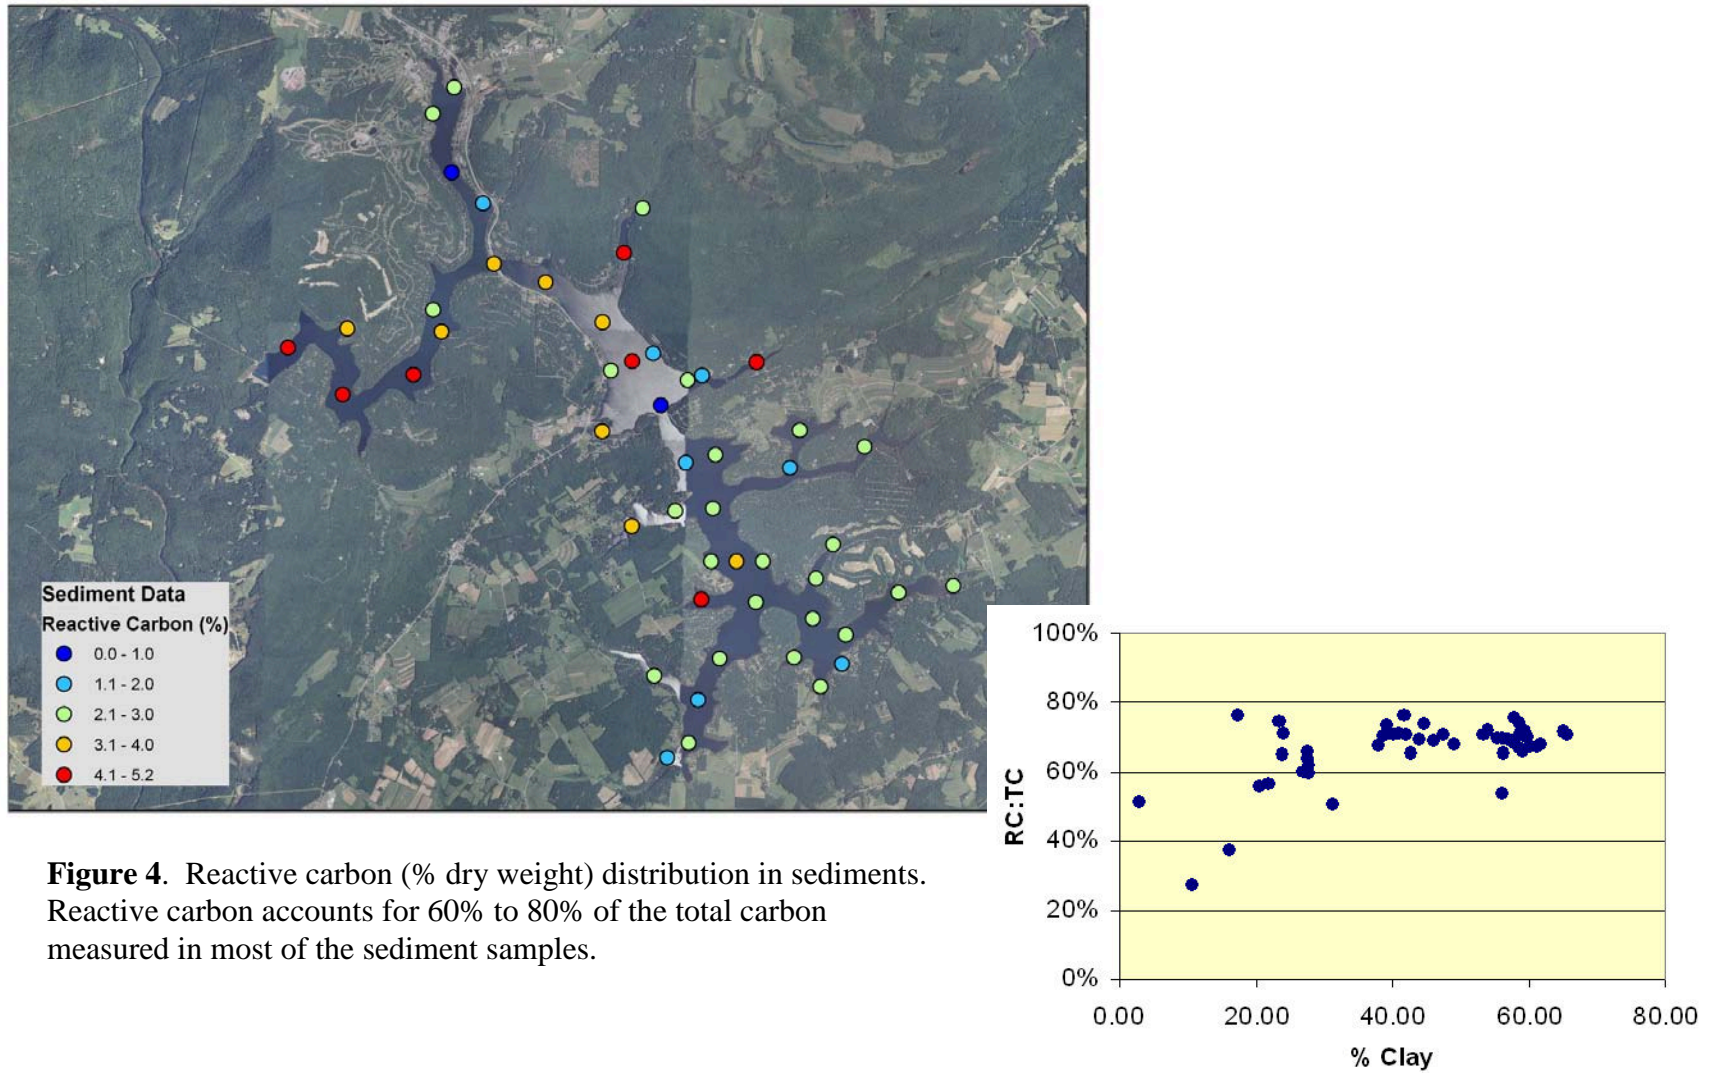 Sediment Data
Reactive Carbon (%)
0.0 - 1.0
1.1 - 2.0
2.1 - 3.0
3.1 - 4.0
4.1 - 5.2
Figure 4.  Reactive carbon (% dry weight) distribution in sediments.
Reactive carbon accounts for 60% to 80% of the total carbon
measured in most of the sediment samples.
100%
80%
60%
40%
20%
0%
RC:TC
0.00 20.00 40.00 60.00 80.00
% Clay